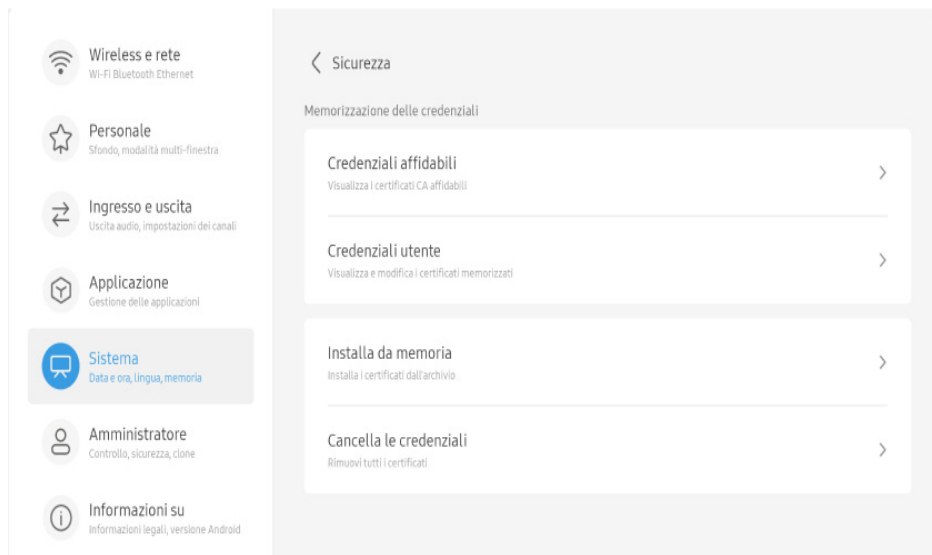 Wireless e rete
Wi-Fi Bluetooth Ethernet
Personale
Sfondo, modalità multi-finestra
Ingresso e uscita
Uscita audio, impostazioni dei canali
Applicazione
Gestione delle applicazioni
Sistema
Data e ora, lingua, memoria
Amministratore
Controllo, sicurezza, clone
Informazioni su
Informazioni legali, versione Android
Sicurezza
Memorizzazione delle credenziali
Credenziali affidabili
Visualizza i certificati CA affidabili
Credenziali utente
Visualizza e modifica i certificati memorizzati
Installa da memoria
Installa i certificati dall'archivio
Cancella le credenziali
Rimuovi tutti i certificati